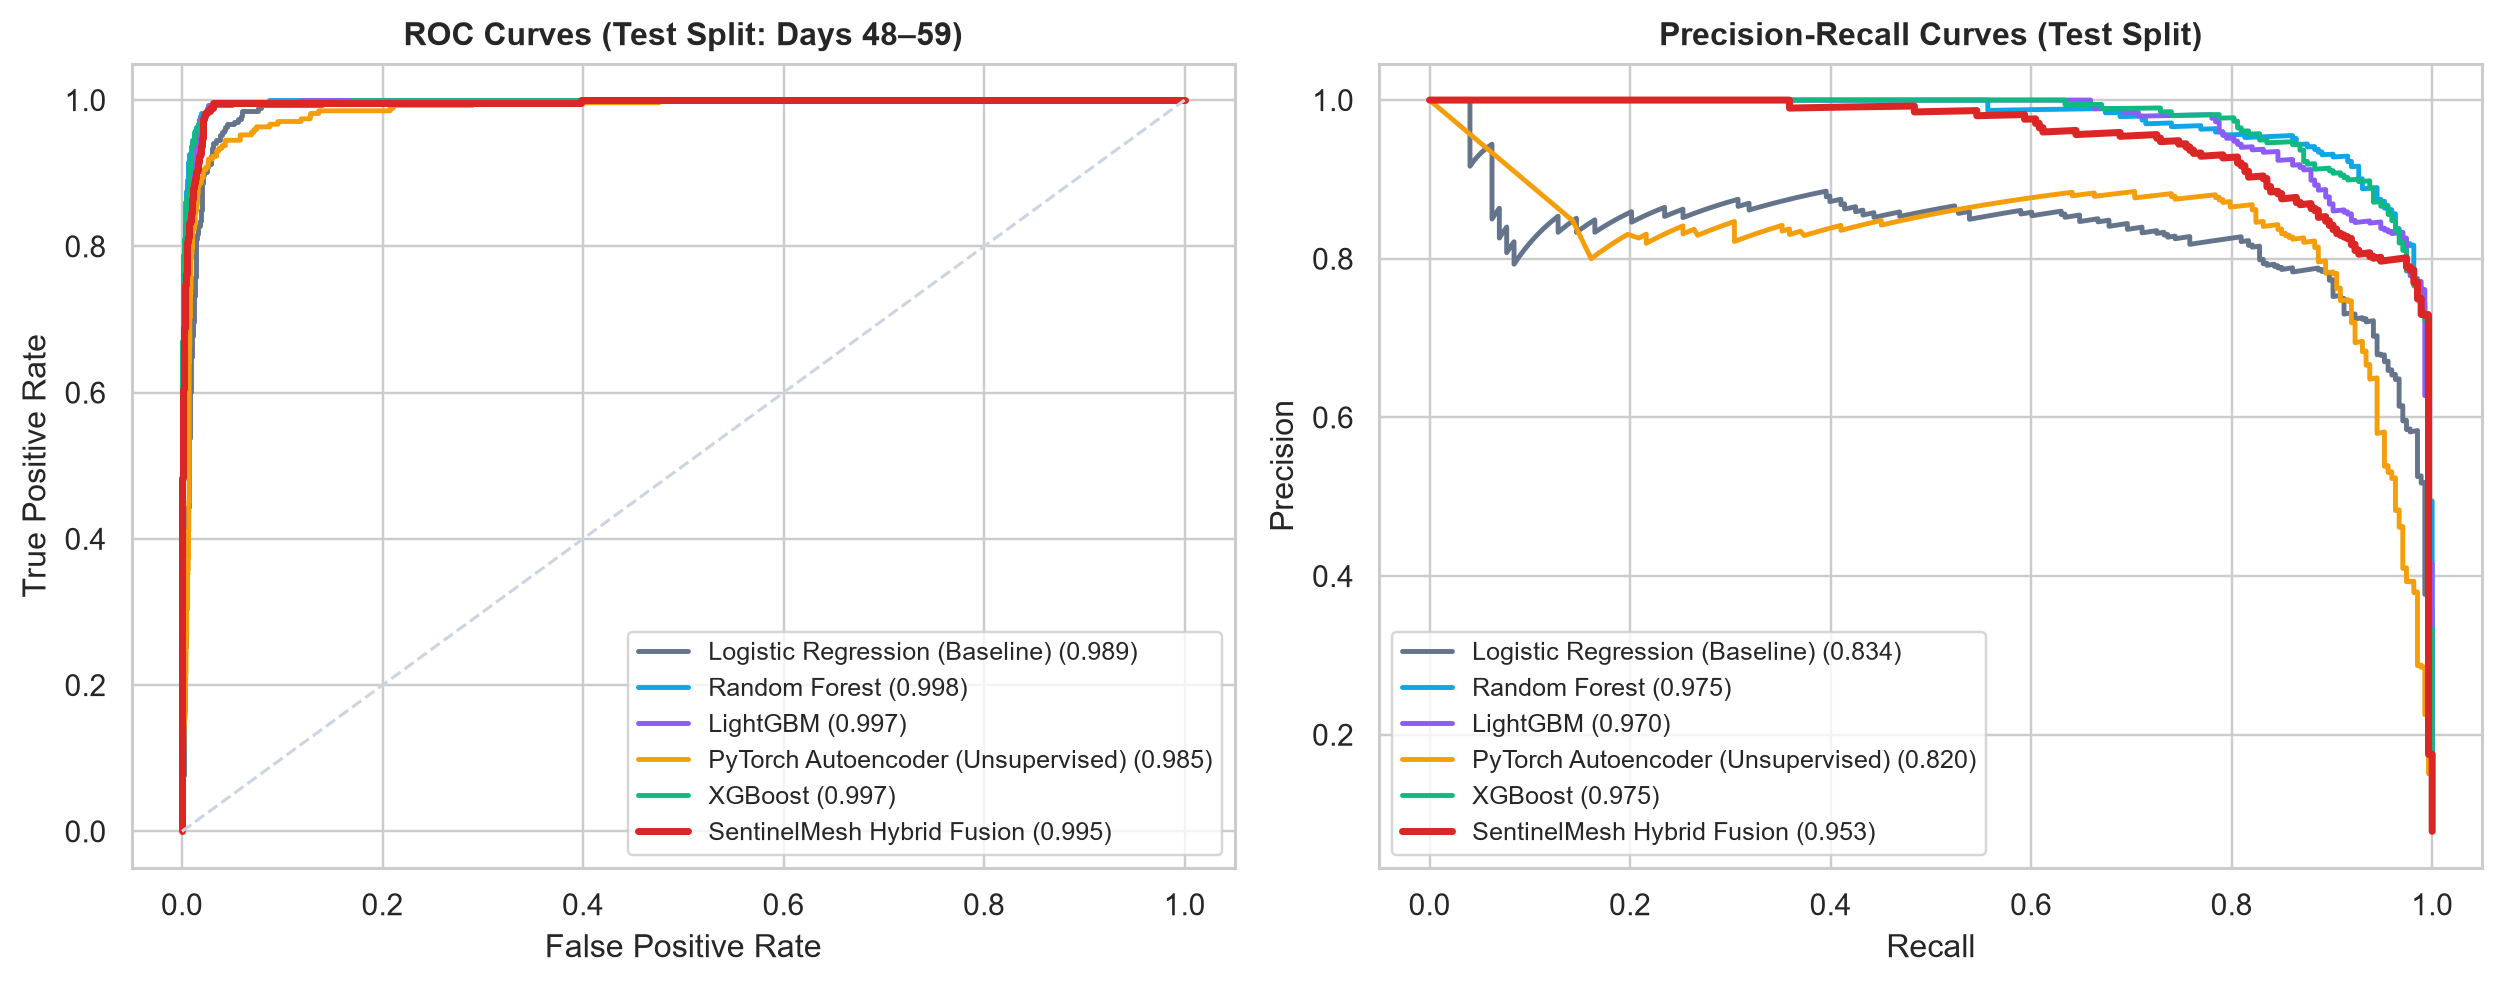 ROC Curves (Test Split: Days 48–59)
True Positive Rate
1.0
0.8
0.6
0.4
0.2
0.0
Logistic Regression (Baseline) (0.989)
Random Forest (0.998)
LightGBM (0.997)
PyTorch Autoencoder (Unsupervised) (0.985)
XGBoost (0.997)
SentinelMesh Hybrid Fusion (0.995)
0.0 0.2 0.4 0.6 0.8 1.0
False Positive Rate
Precision-Recall Curves (Test Split)
Precision
1.0
0.8
0.6
0.4
0.2
Logistic Regression (Baseline) (0.834)
Random Forest (0.975)
LightGBM (0.970)
PyTorch Autoencoder (Unsupervised) (0.820)
XGBoost (0.975)
SentinelMesh Hybrid Fusion (0.953)
0.0 0.2 0.4 0.6 0.8 1.0
Recall